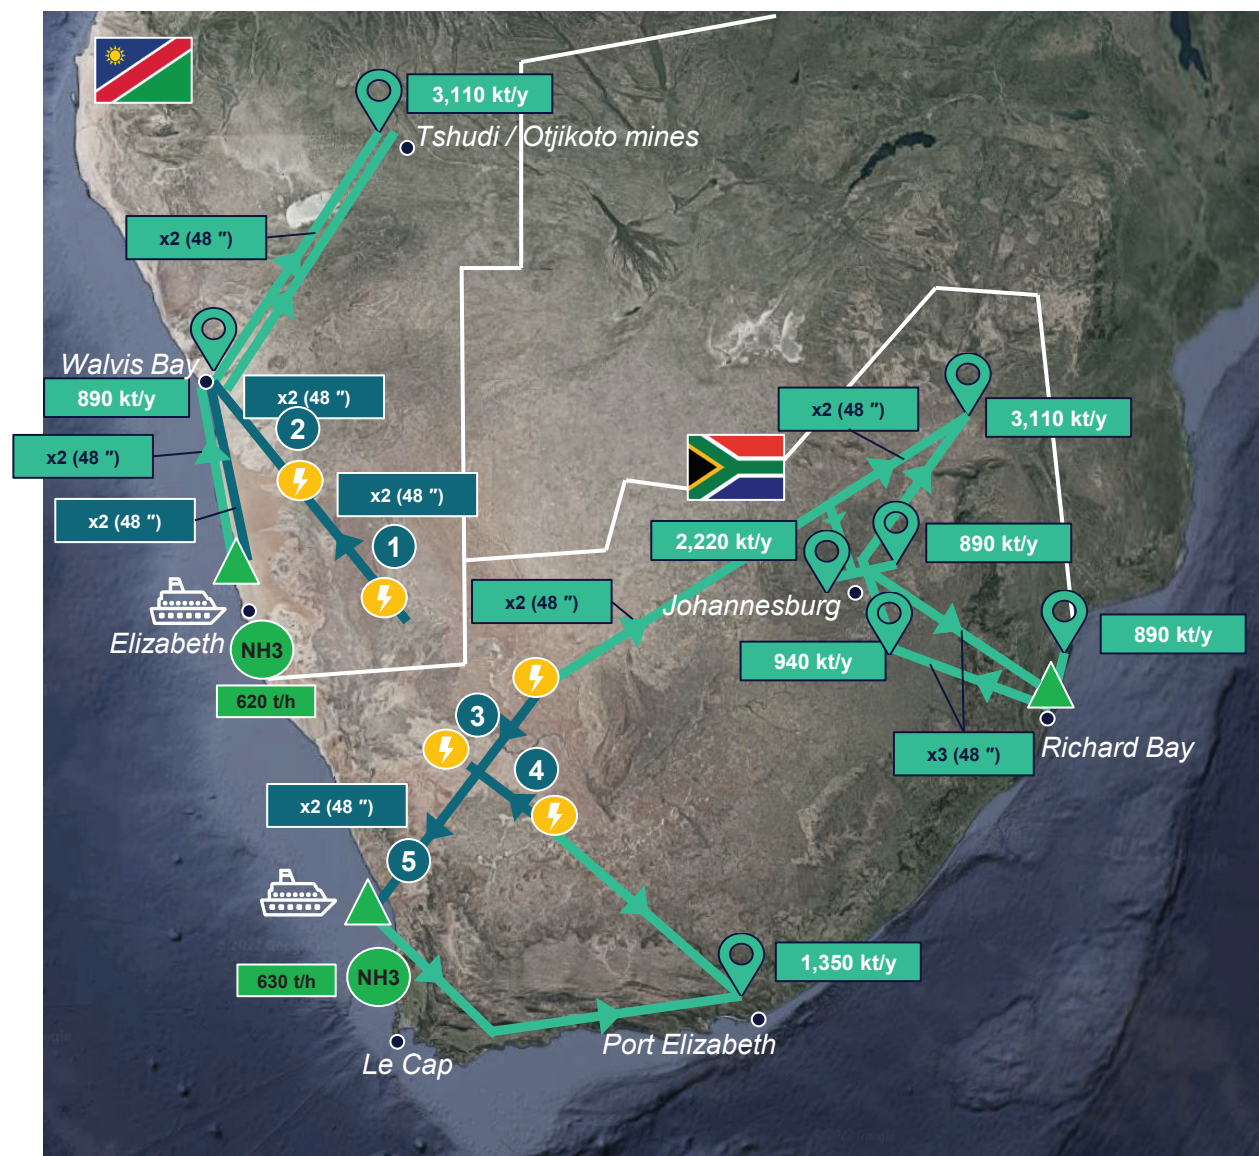 3,110 kt/y
Tshudi / Otjikoto mines
x2 (48 ″)
Walvis Bay
890 kt/y
x2 (48 ″)
2
x2 (48 ″)
x2 (48 ″)
x2 (48 ″)
1
Elizabeth
NH3
620 t/h
x2 (48 ″)
3,110 kt/y
2,220 kt/y
890 kt/y
x2 (48 ″)
Johannesburg
940 kt/y
890 kt/y
Richard Bay
x3 (48 ″)
3
4
x2 (48 ″)
5
NH3
630 t/h
1,350 kt/y
Port Elizabeth
Le Cap